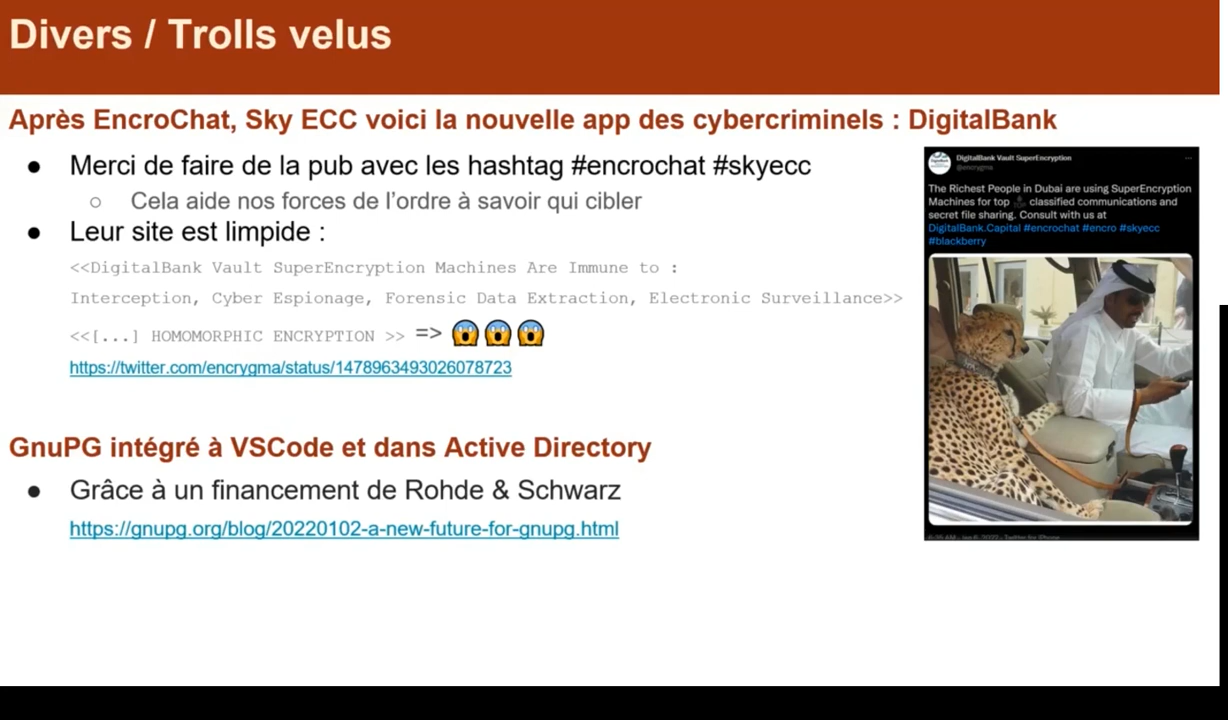 Divers / Trolls velus
Après EncroChat, Sky ECC voici la nouvelle app des cybercriminels : DigitalBank
● Merci de faire de la pub avec les hashtag #encrochat #skyecc
○ Cela aide nos forces de l'ordre à savoir qui cibler
● Leur site est limpide :
<<DigitalBank Vault SuperEncryption Machines Are Immune to :
Interception, Cyber Espionage, Forensic Data Extraction, Electronic Surveillance>>
<<[...] HOMOMORPHIC ENCRYPTION >> => 😱😱😱
https://twitter.com/encrygma/status/1478963493026078723
DigitalBank Vault SuperEncryption
@encrygma
The Richest People in Dubai are using SuperEncryption
Machines for top classified communications and
secret file sharing. Consult with us at
DigitalBank.Capital #encrochat #encro #skyecc
#blackberry
GnuPG intégré à VSCode et dans Active Directory
● Grâce à un financement de Rohde & Schwarz
https://gnupg.org/blog/20220102-a-new-future-for-gnupg.html